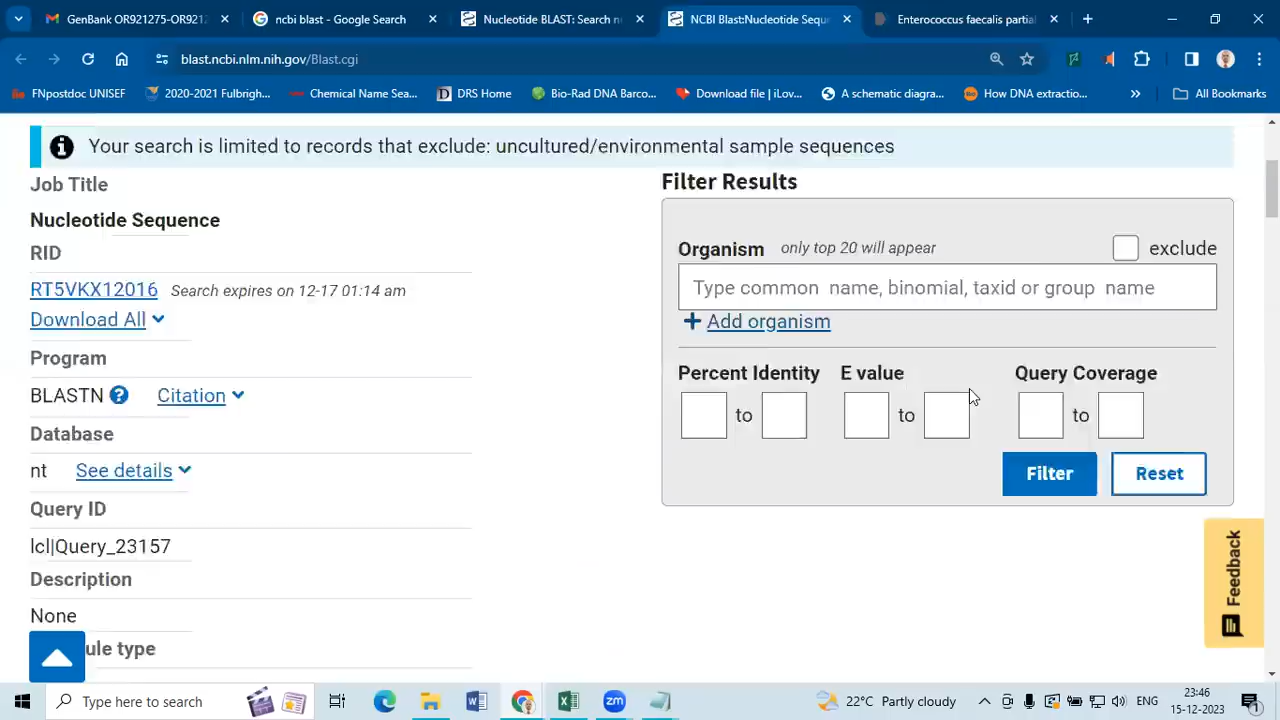 GenBank OR921275-OR9212
ncbi blast - Google Search
Nucleotide BLAST: Search n
NCBI Blast:Nucleotide Sequ
Enterococcus faecalis partial
blast.ncbi.nlm.nih.gov/Blast.cgi
FNpostdoc UNISEF
2020-2021 Fulbrigh...
Chemical Name Sea...
DRS Home
Bio-Rad DNA Barco...
Download file | iLov...
A schematic diagra...
How DNA extractio...
All Bookmarks
Your search is limited to records that exclude: uncultured/environmental sample sequences
Job Title
Nucleotide Sequence
RID
RT5VKX12016 Search expires on 12-17 01:14 am
Download All
Program
BLASTN Citation
Database
nt See details
Query ID
lcl|Query_23157
Description
None
ule type
Filter Results
Organism only top 20 will appear exclude
Type common name, binomial, taxid or group name
Add organism
Percent Identity E value Query Coverage
to to to
Filter Reset
Feedback
Type here to search
22°C Partly cloudy
ENG
23:46
15-12-2023